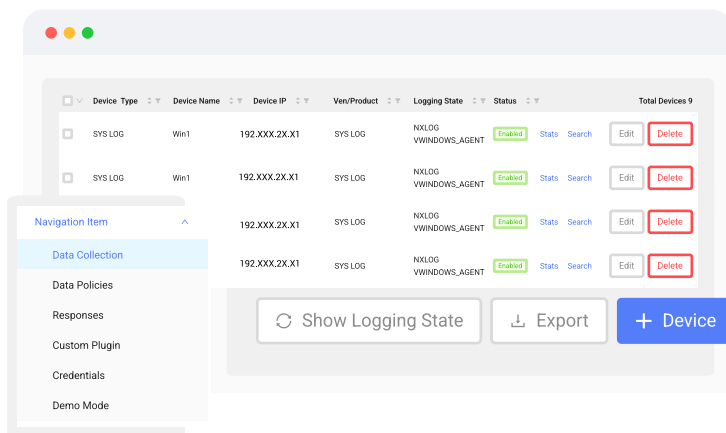 Device Type Device Name Device IP Ven/Product Logging State Status Total Devices 9
SYS LOG Win1 192.XXX.2X.X1 SYS LOG NXLOG VWINDOWS_AGENT Enabled Stats Search Edit Delete
SYS LOG Win1 192.XXX.2X.X1 SYS LOG NXLOG VWINDOWS_AGENT Enabled Stats Search Edit Delete
192.XXX.2X.X1 SYS LOG NXLOG VWINDOWS_AGENT Enabled Stats Search Edit Delete
192.XXX.2X.X1 SYS LOG NXLOG VWINDOWS_AGENT Enabled Stats Search Edit Delete
Navigation Item
Data Collection
Data Policies
Responses
Custom Plugin
Credentials
Demo Mode
Show Logging State Export + Device